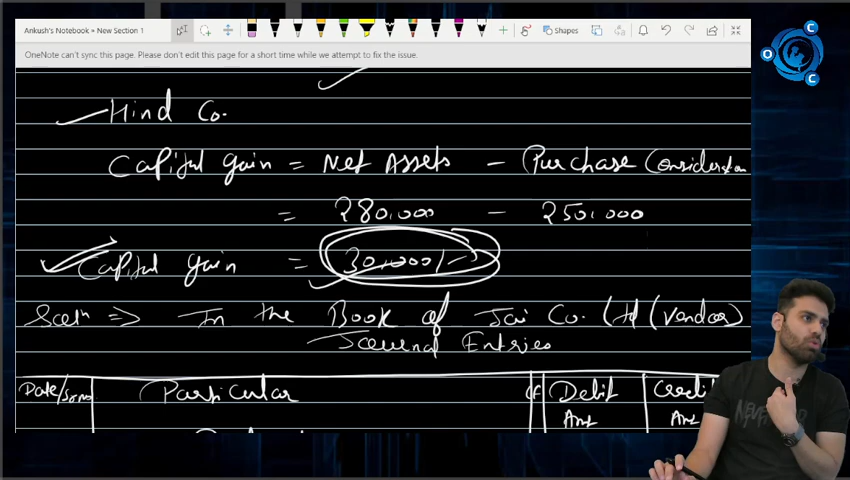 Ankush's Notebook » New Section 1
Shapes
OneNote can't sync this page. Please don't edit this page for a short time while we attempt to fix the issue.
C
O
C
Hind Co.
Capital gain = Net Assets - Purchase Consideration
= 280,000 - 250,000
Capital gain = 30,000/-
=> In the Book of Jai Co. Ltd (Vendor)
Journal Entries
Date/Sr.No Particular Debit Credit
Amt Amt